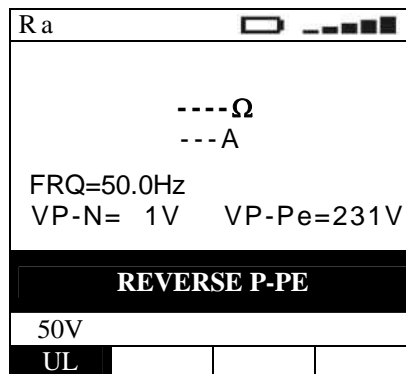 Ra
----Ω
---A
FRQ=50.0Hz
VP-N= 1V VP-Pe=231V
REVERSE P-PE
50V
UL